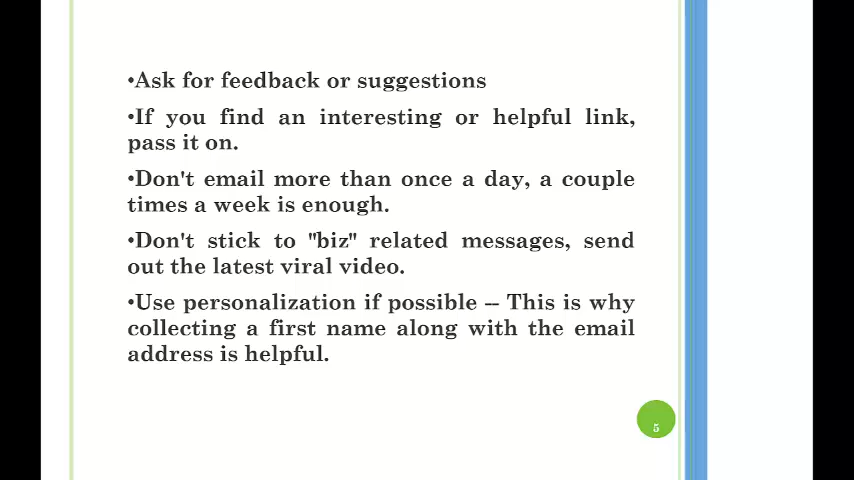 •Ask for feedback or suggestions
•If you find an interesting or helpful link,
pass it on.
•Don't email more than once a day, a couple
times a week is enough.
•Don't stick to "biz" related messages, send
out the latest viral video.
•Use personalization if possible -- This is why
collecting a first name along with the email
address is helpful.
5